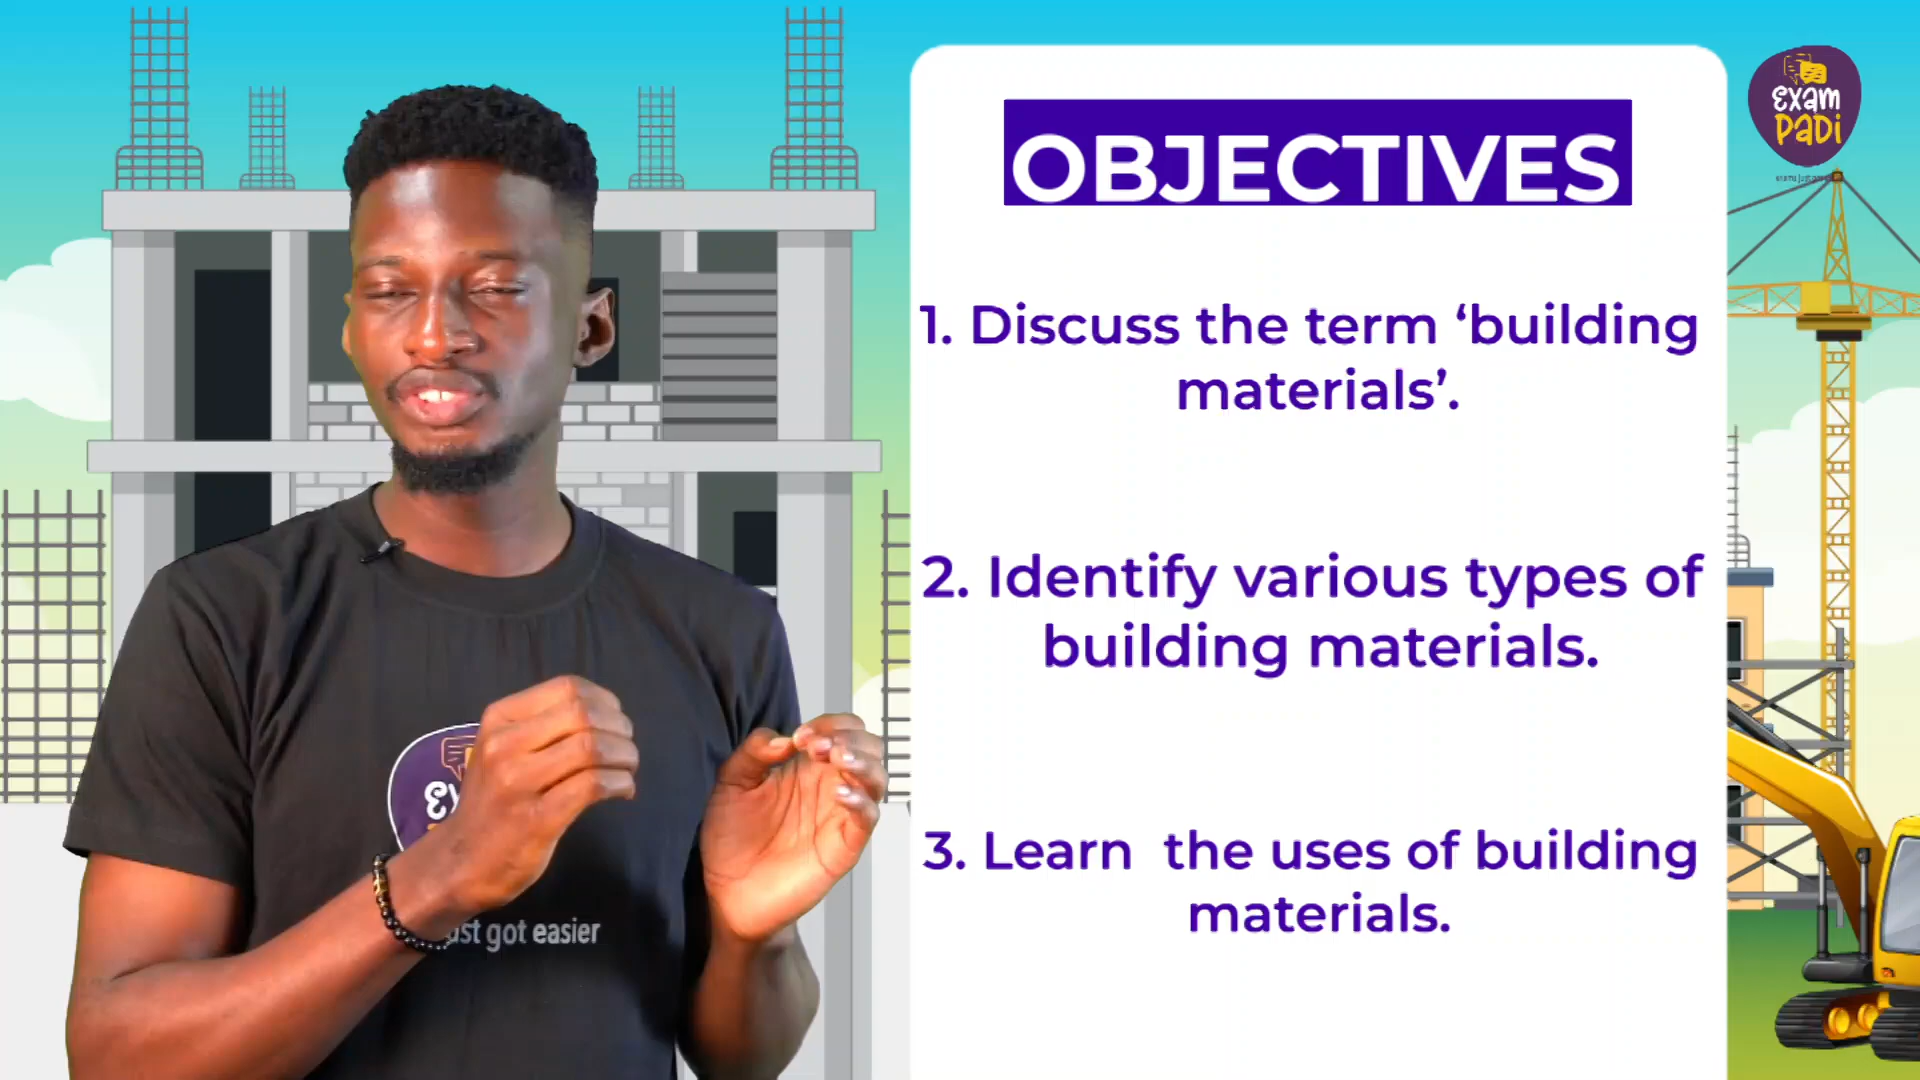 OBJECTIVES
1. Discuss the term ‘building
materials’.
2. Identify various types of
building materials.
3. Learn the uses of building
materials.
exam
padi
got easier